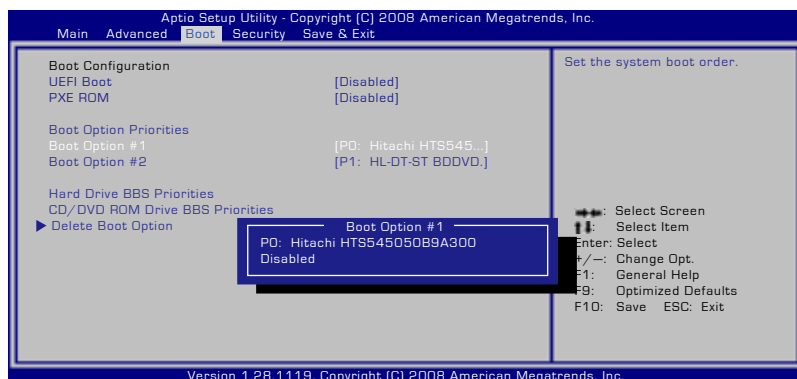 Aptio Setup Utility - Copyright (C) 2008 American Megatrends, Inc.
Main Advanced Boot Security Save & Exit
Boot Configuration
UEFI Boot [Disabled]
PXE ROM [Disabled]
Boot Option Priorities
Boot Option #1 [P0: Hitachi HTS545...]
Boot Option #2 [P1: HL-DT-ST BDDVD.]
Hard Drive BBS Priorities
CD/DVD ROM Drive BBS Priorities
Delete Boot Option
Boot Option #1
P0: Hitachi HTS545050B9A300
Disabled
Set the system boot order.
: Select Screen
: Select Item
Enter: Select
+/—: Change Opt.
F1: General Help
F9: Optimized Defaults
F10: Save ESC: Exit
Version 1.28.1119. Copyright (C) 2008 American Megatrends, Inc.